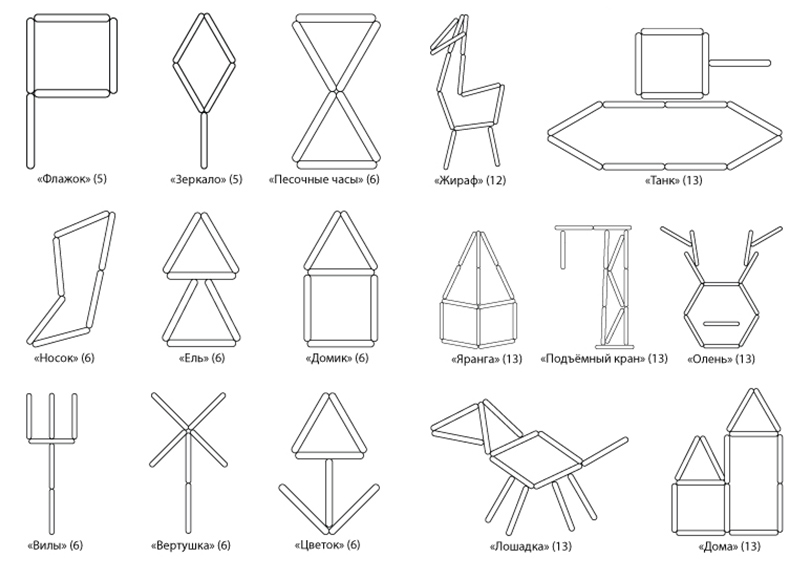 «Флажок» (5)
«Зеркало» (5)
«Песочные часы» (6)
«Жираф» (12)
«Танк» (13)
«Носок» (6)
«Ель» (6)
«Домик» (6)
«Яранга» (13)
«Подъёмный кран» (13)
«Олень» (13)
«Вилы» (6)
«Вертушка» (6)
«Цветок» (6)
«Лошадка» (13)
«Дома» (13)